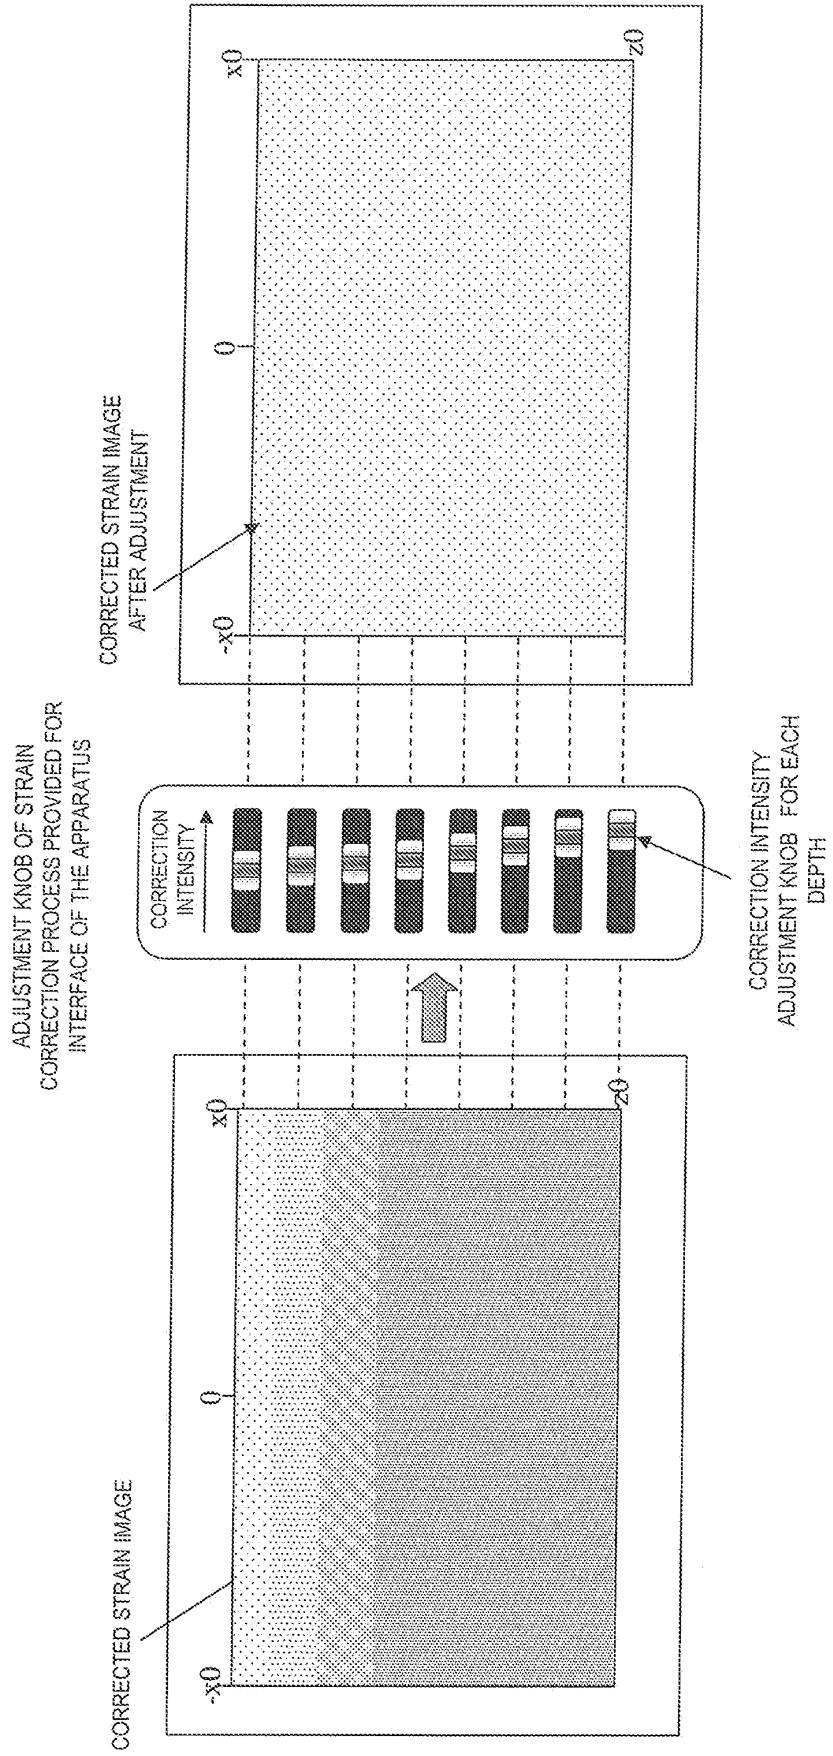 CORRECTED STRAIN IMAGE
-x0
0
x0
z0
ADJUSTMENT KNOB OF STRAIN
CORRECTION PROCESS PROVIDED FOR
INTERFACE OF THE APPARATUS
CORRECTION
INTENSITY
CORRECTION INTENSITY
ADJUSTMENT KNOB FOR EACH
DEPTH
CORRECTED STRAIN IMAGE
AFTER ADJUSTMENT
-x0
0
x0
z0